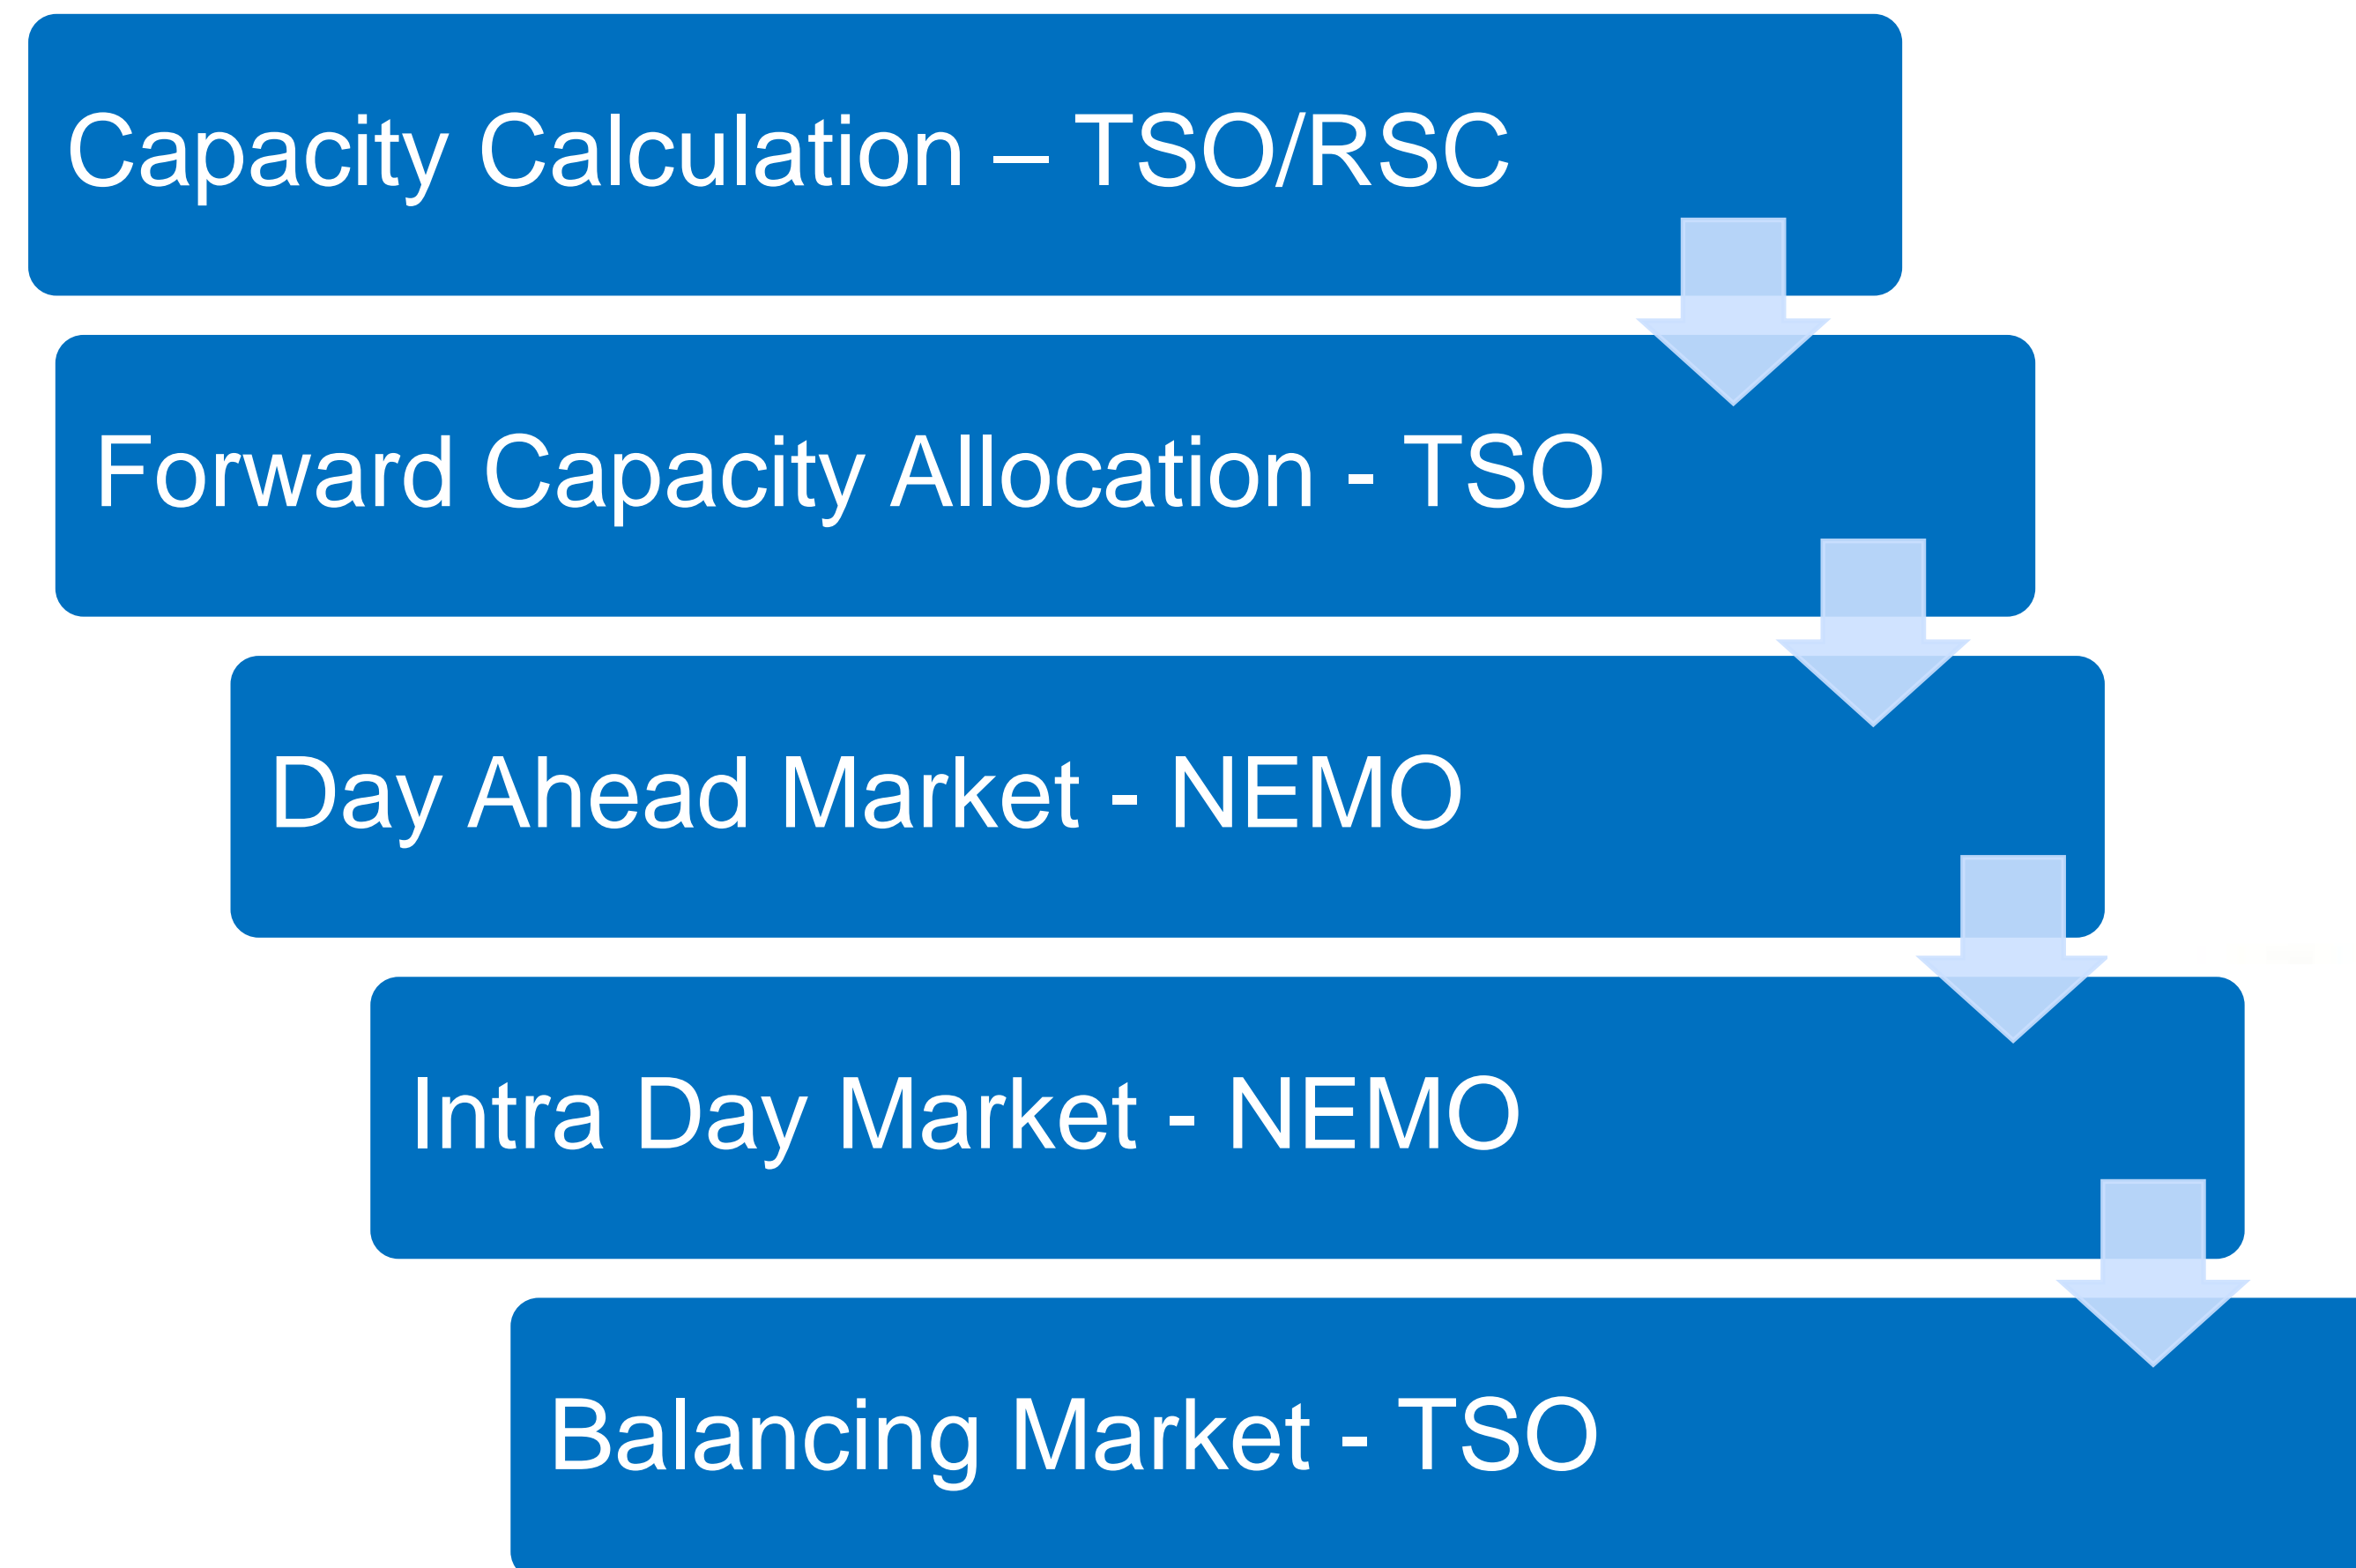 Capacity Calculation – TSO/RSC
Forward Capacity Allocation - TSO
Day Ahead Market - NEMO
Intra Day Market - NEMO
Balancing Market - TSO